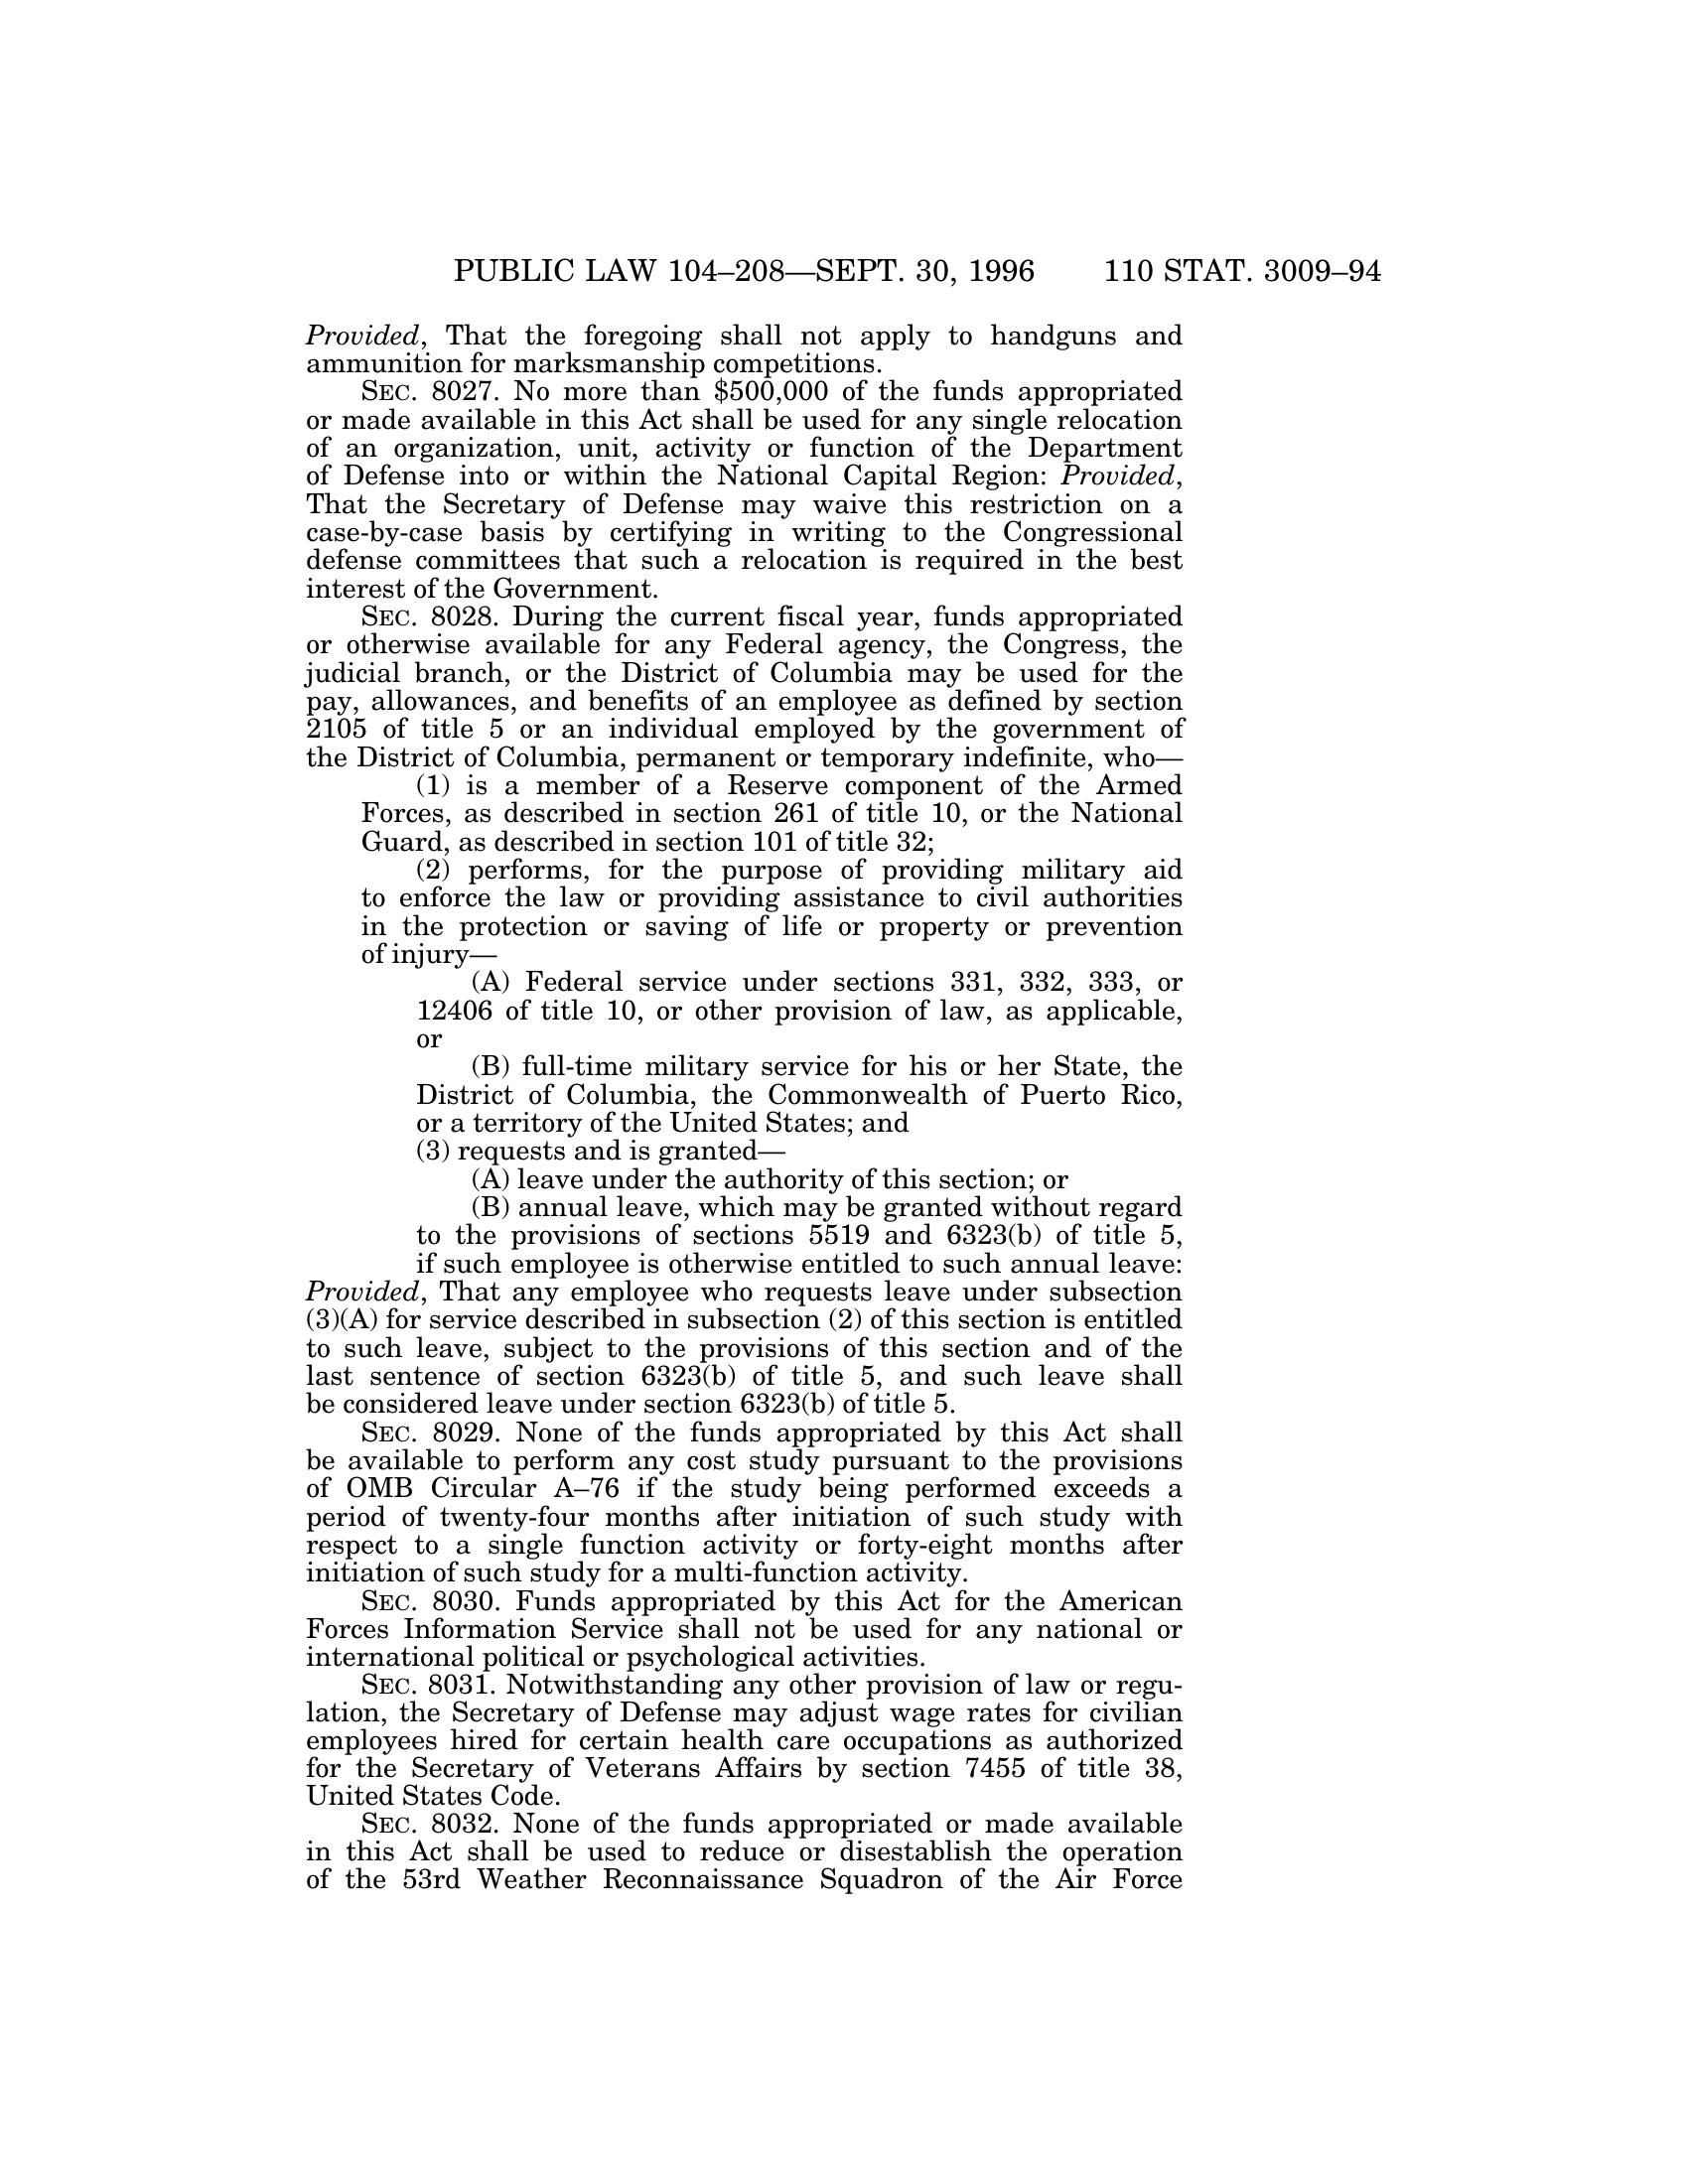 PUBLIC LAW 104–208—SEPT. 30, 1996 110 STAT. 3009–94
Provided, That the foregoing shall not apply to handguns and
ammunition for marksmanship competitions.
SEC. 8027. No more than $500,000 of the funds appropriated
or made available in this Act shall be used for any single relocation
of an organization, unit, activity or function of the Department
of Defense into or within the National Capital Region: Provided,
That the Secretary of Defense may waive this restriction on a
case-by-case basis by certifying in writing to the Congressional
defense committees that such a relocation is required in the best
interest of the Government.
SEC. 8028. During the current fiscal year, funds appropriated
or otherwise available for any Federal agency, the Congress, the
judicial branch, or the District of Columbia may be used for the
pay, allowances, and benefits of an employee as defined by section
2105 of title 5 or an individual employed by the government of
the District of Columbia, permanent or temporary indefinite, who—
(1) is a member of a Reserve component of the Armed
Forces, as described in section 261 of title 10, or the National
Guard, as described in section 101 of title 32;
(2) performs, for the purpose of providing military aid
to enforce the law or providing assistance to civil authorities
in the protection or saving of life or property or prevention
of injury—
(A) Federal service under sections 331, 332, 333, or
12406 of title 10, or other provision of law, as applicable,
or
(B) full-time military service for his or her State, the
District of Columbia, the Commonwealth of Puerto Rico,
or a territory of the United States; and
(3) requests and is granted—
(A) leave under the authority of this section; or
(B) annual leave, which may be granted without regard
to the provisions of sections 5519 and 6323(b) of title 5,
if such employee is otherwise entitled to such annual leave:
Provided, That any employee who requests leave under subsection
(3)(A) for service described in subsection (2) of this section is entitled
to such leave, subject to the provisions of this section and of the
last sentence of section 6323(b) of title 5, and such leave shall
be considered leave under section 6323(b) of title 5.
SEC. 8029. None of the funds appropriated by this Act shall
be available to perform any cost study pursuant to the provisions
of OMB Circular A–76 if the study being performed exceeds a
period of twenty-four months after initiation of such study with
respect to a single function activity or forty-eight months after
initiation of such study for a multi-function activity.
SEC. 8030. Funds appropriated by this Act for the American
Forces Information Service shall not be used for any national or
international political or psychological activities.
SEC. 8031. Notwithstanding any other provision of law or regu-
lation, the Secretary of Defense may adjust wage rates for civilian
employees hired for certain health care occupations as authorized
for the Secretary of Veterans Affairs by section 7455 of title 38,
United States Code.
SEC. 8032. None of the funds appropriated or made available
in this Act shall be used to reduce or disestablish the operation
of the 53rd Weather Reconnaissance Squadron of the Air Force